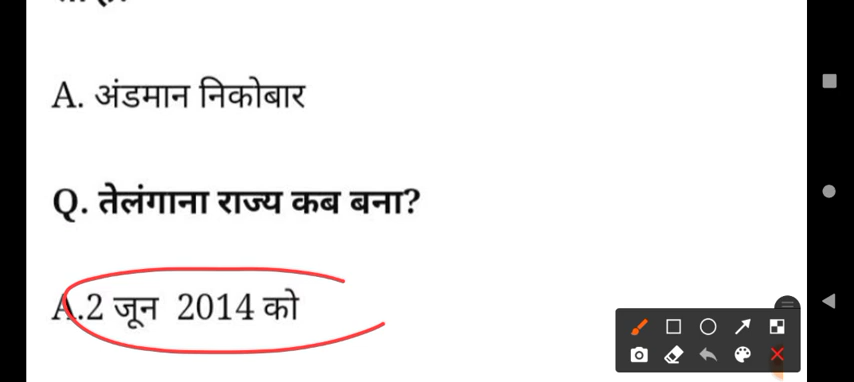 A. अंडमान निकोबार
Q. तेलंगाना राज्य कब बना?
A.2 जून 2014 को